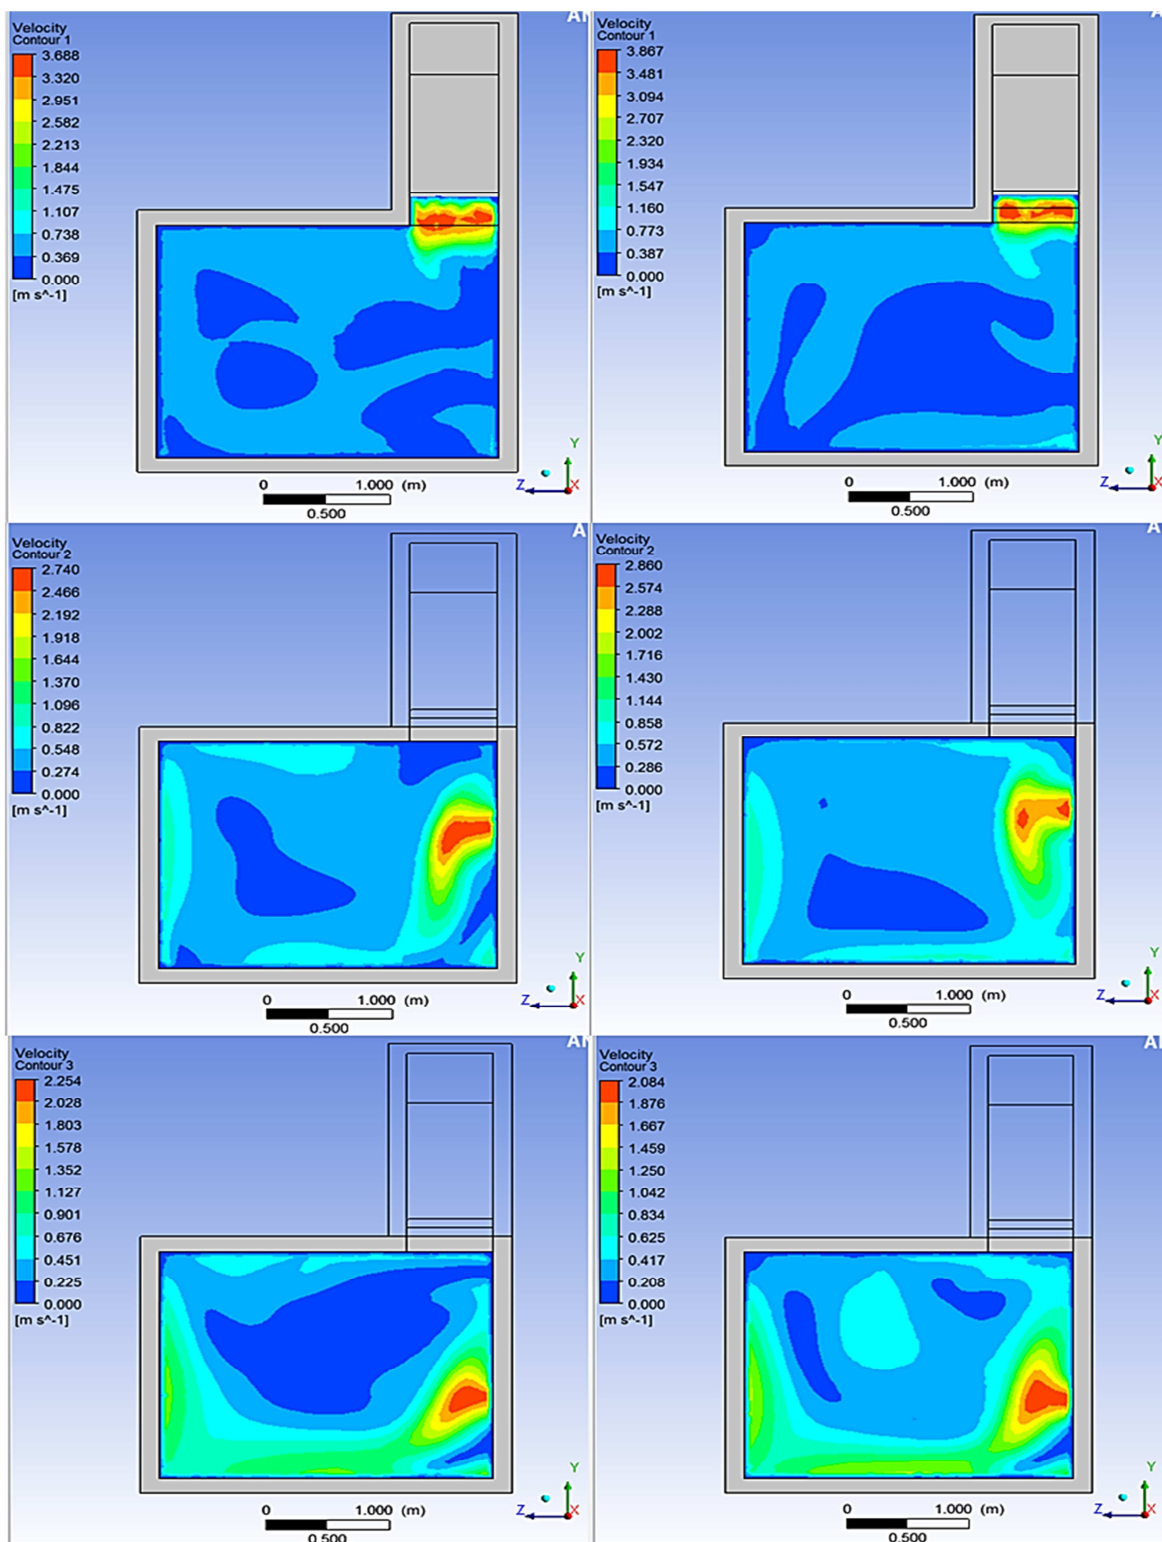 Velocity
Contour 1
3.688
3.320
2.951
2.582
2.213
1.844
1.475
1.107
0.738
0.369
0.000
[m s^-1]
0 1.000 (m)
0.500
Y
Z X
Velocity
Contour 1
3.867
3.481
3.094
2.707
2.320
1.934
1.547
1.160
0.773
0.387
0.000
[m s^-1]
0 1.000 (m)
0.500
Y
Z X
Velocity
Contour 2
2.740
2.466
2.192
1.918
1.644
1.370
1.096
0.822
0.548
0.274
0.000
[m s^-1]
0 1.000 (m)
0.500
Y
Z X
Velocity
Contour 2
2.860
2.574
2.288
2.002
1.716
1.430
1.144
0.858
0.572
0.286
0.000
[m s^-1]
0 1.000 (m)
0.500
Y
Z X
Velocity
Contour 3
2.254
2.028
1.803
1.578
1.352
1.127
0.901
0.676
0.451
0.225
0.000
[m s^-1]
0 1.000 (m)
0.500
Y
Z X
Velocity
Contour 3
2.084
1.876
1.667
1.459
1.250
1.042
0.834
0.625
0.417
0.208
0.000
[m s^-1]
0 1.000 (m)
0.500
Y
Z X